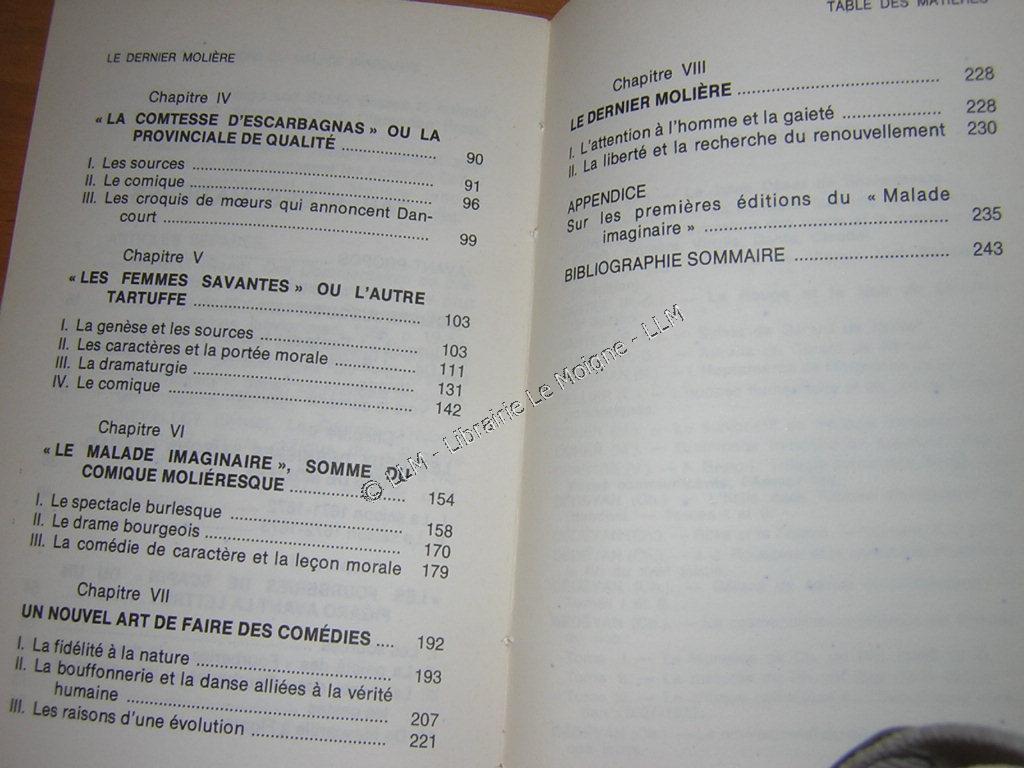 LE DERNIER MOLIÈRE
Chapitre IV
« LA COMTESSE D'ESCARBAGNAS » OU LA
PROVINCIALE DE QUALITÉ .................. 90
I. Les sources .................. 91
II. Le comique .................. 96
III. Les croquis de mœurs qui annoncent Dan-
court .................. 99
Chapitre V
« LES FEMMES SAVANTES » OU L'AUTRE
TARTUFFE .................. 103
I. La genèse et les sources .................. 103
II. Les caractères et la portée morale .................. 111
III. La dramaturgie .................. 131
IV. Le comique .................. 142
Chapitre VI
« LE MALADE IMAGINAIRE », SOMME DU
COMIQUE MOLIÉRESQUE .................. 154
I. Le spectacle burlesque .................. 158
II. Le drame bourgeois .................. 170
III. La comédie de caractère et la leçon morale 179
Chapitre VII
UN NOUVEL ART DE FAIRE DES COMÉDIES .... 192
I. La fidélité à la nature .................. 193
II. La bouffonnerie et la danse alliées à la vérité
humaine .................. 207
III. Les raisons d'une évolution .................. 221
TABLE DES MATIÈRES
Chapitre VIII
LE DERNIER MOLIÈRE .................. 228
I. L'attention à l'homme et la gaieté .................. 228
II. La liberté et la recherche du renouvellement 230
APPENDICE
Sur les premières éditions du « Malade
imaginaire » .................. 235
BIBLIOGRAPHIE SOMMAIRE .................. 243
© LLM - Librairie Le Moigne - LLM